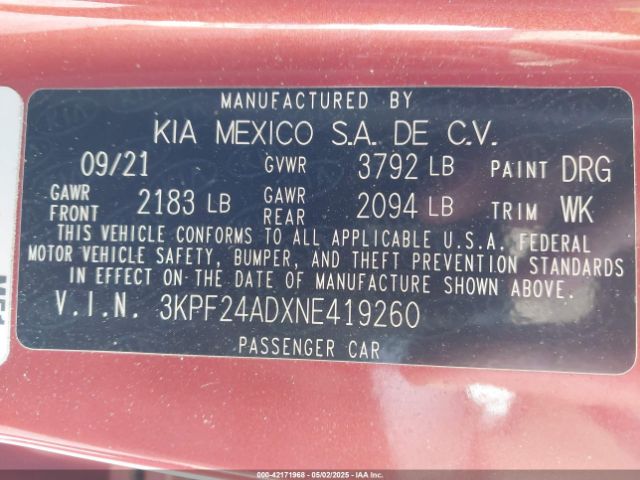 MANUFACTURED BY
KIA MEXICO S.A. DE C.V.
09/21 GVWR 3792 LB PAINT DRG
GAWR FRONT 2183 LB GAWR REAR 2094 LB TRIM WK
THIS VEHICLE CONFORMS TO ALL APPLICABLE U.S.A. FEDERAL
MOTOR VEHICLE SAFETY, BUMPER, AND THEFT PREVENTION STANDARDS
IN EFFECT ON THE DATE OF MANUFACTURE SHOWN ABOVE.
V.I.N. 3KPF24ADXNE419260
PASSENGER CAR
000-42171968 - 05/02/2025 - IAAI.COM